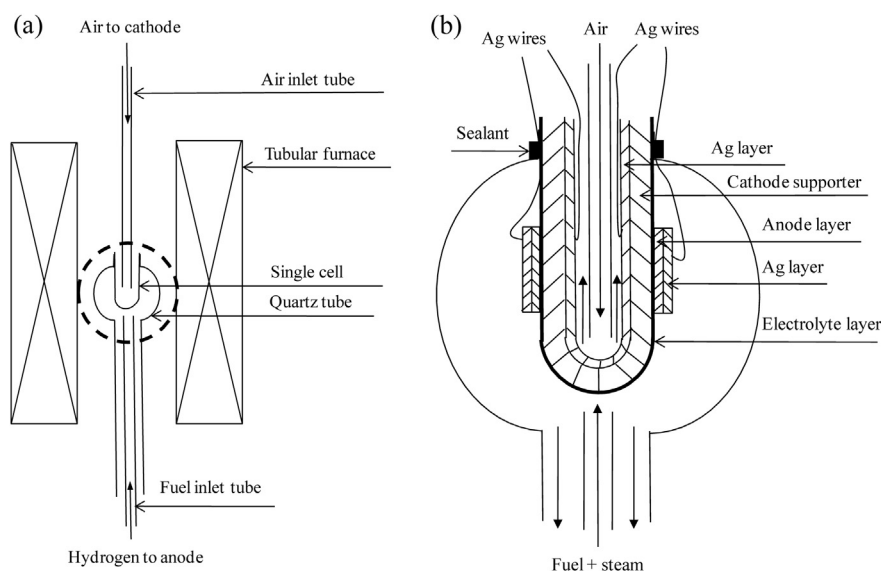 (a)
Air to cathode
Air inlet tube
Tubular furnace
Single cell
Quartz tube
Fuel inlet tube
Hydrogen to anode
(b)
Ag wires
Air
Ag wires
Sealant
Ag layer
Cathode supporter
Anode layer
Ag layer
Electrolyte layer
Fuel + steam